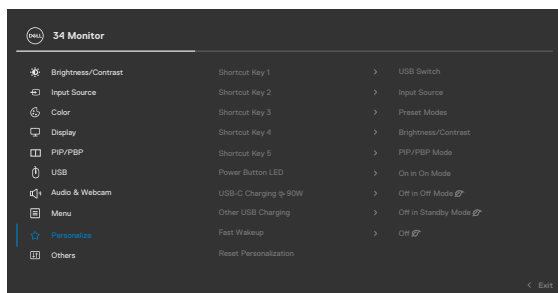 DELL 34 Monitor
Brightness/Contrast Shortcut Key 1 > USB Switch
Input Source Shortcut Key 2 > Input Source
Color Shortcut Key 3 > Preset Modes
Display Shortcut Key 4 > Brightness/Contrast
PIP/PBP Shortcut Key 5 > PIP/PBP Mode
USB Power Button LED > On in On Mode
Audio & Webcam USB-C Charging 90W > Off in Off Mode
Menu Other USB Charging > Off in Standby Mode
Personalize Fast Wakeup > Off
Others Reset Personalization
< Exit